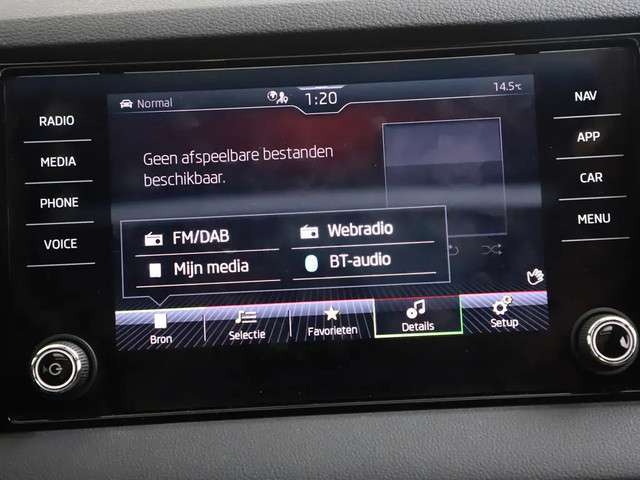 Normal
1:20
14.5°C
RADIO
MEDIA
PHONE
VOICE
NAV
APP
CAR
MENU
Geen afspeelbare bestanden
beschikbaar.
FM/DAB
Webradio
Mijn media
BT-audio
Bron
Selectie
Favorieten
Details
Setup